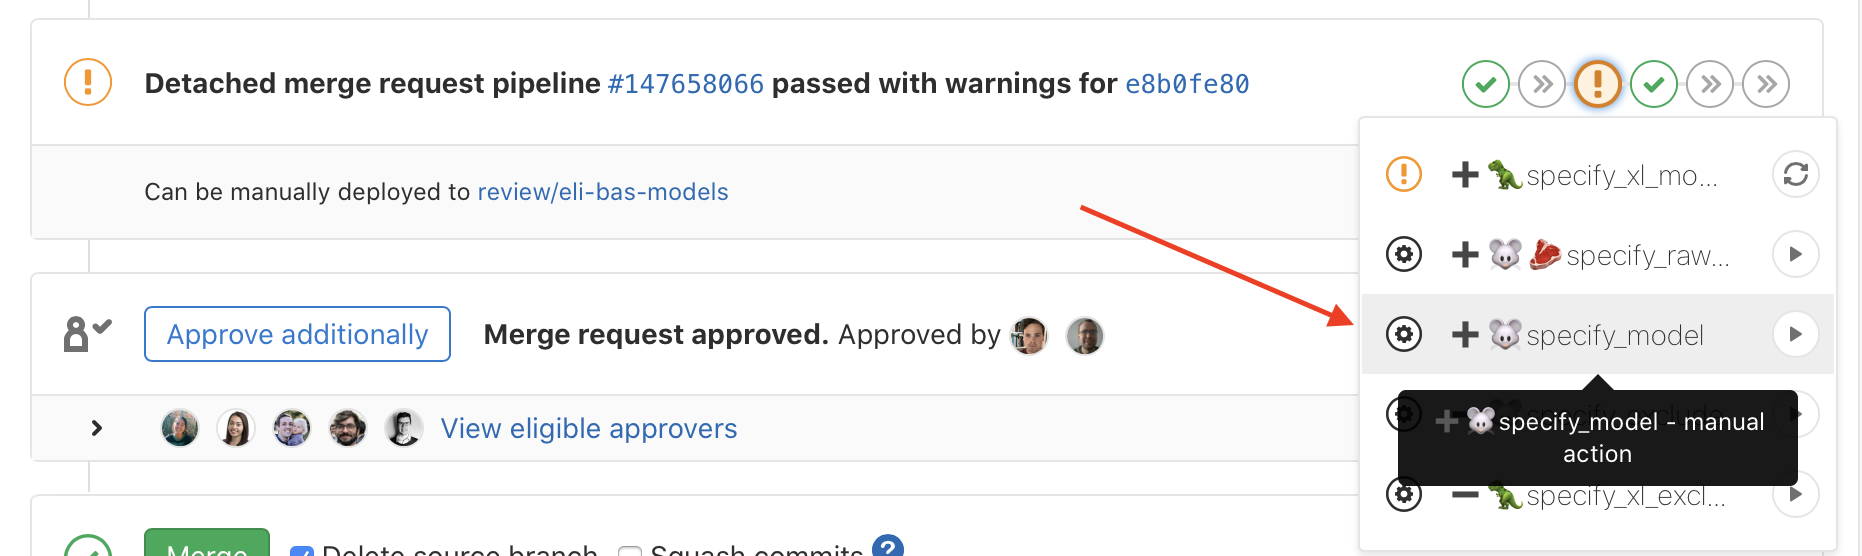 Detached merge request pipeline #147658066 passed with warnings for e8b0fe80
Can be manually deployed to review/eli-bas-models
Approve additionally
Merge request approved. Approved by
View eligible approvers
Merge
Delete source branch
Squash commits
?
➕🦖specify_xl_mo...
➕🐭🥩specify_raw...
➕🐭specify_model
➕🐭specify_model - manual
action
➖🦖specify_xl_excl...